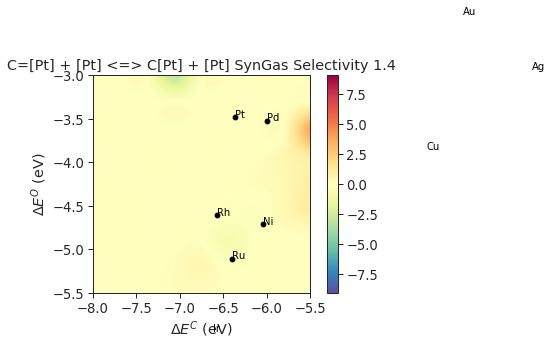 Au
C=[Pt] + [Pt] <=> C[Pt] + [Pt] SynGas Selectivity 1.4
Ag
−3.0
7.5
−3.5
Pt
Pd
5.0
−4.0
2.5
Cu
ΔE^O (eV)
0.0
−4.5
Rh
Ni
−2.5
−5.0
Ru
−5.0
−7.5
−5.5
−8.0 −7.5 −7.0 −6.5 −6.0 −5.5
ΔE^C (eV)
Ir